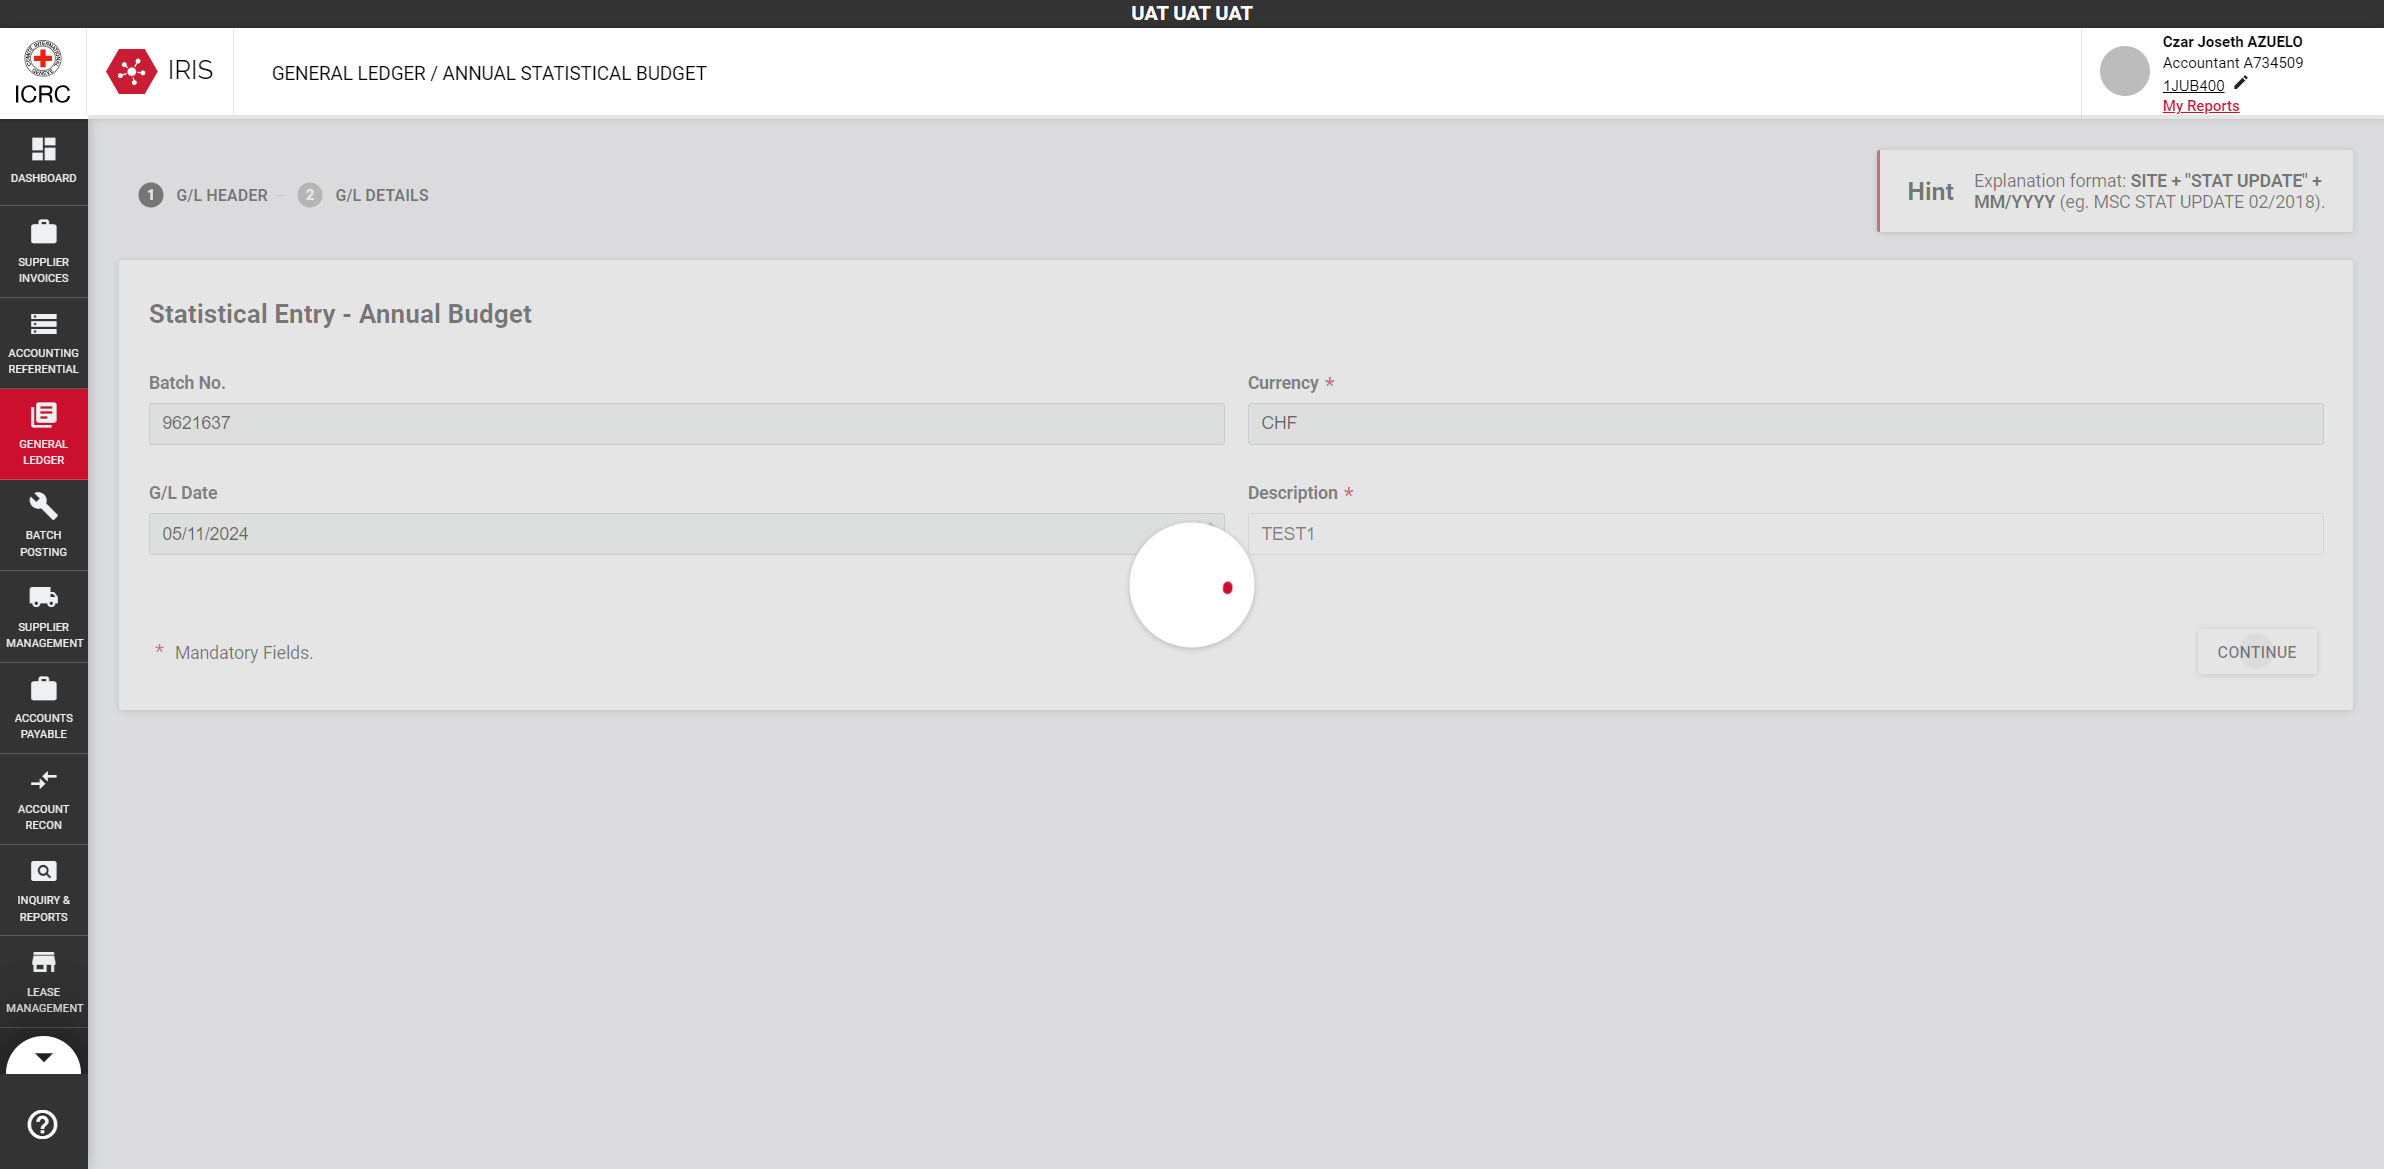 UAT UAT UAT
ICRC
IRIS
GENERAL LEDGER / ANNUAL STATISTICAL BUDGET
Czar Joseth AZUELO
Accountant A734509
1JUB400
My Reports
DASHBOARD
SUPPLIER
INVOICES
ACCOUNTING
REFERENTIAL
GENERAL
LEDGER
BATCH
POSTING
SUPPLIER
MANAGEMENT
ACCOUNTS
PAYABLE
ACCOUNT
RECON
INQUIRY &
REPORTS
LEASE
MANAGEMENT
1 G/L HEADER – 2 G/L DETAILS
Hint
Explanation format: SITE + "STAT UPDATE" +
MM/YYYY (eg. MSC STAT UPDATE 02/2018).
Statistical Entry - Annual Budget
Batch No.
9621637
Currency *
CHF
G/L Date
05/11/2024
Description *
TEST1
* Mandatory Fields.
CONTINUE